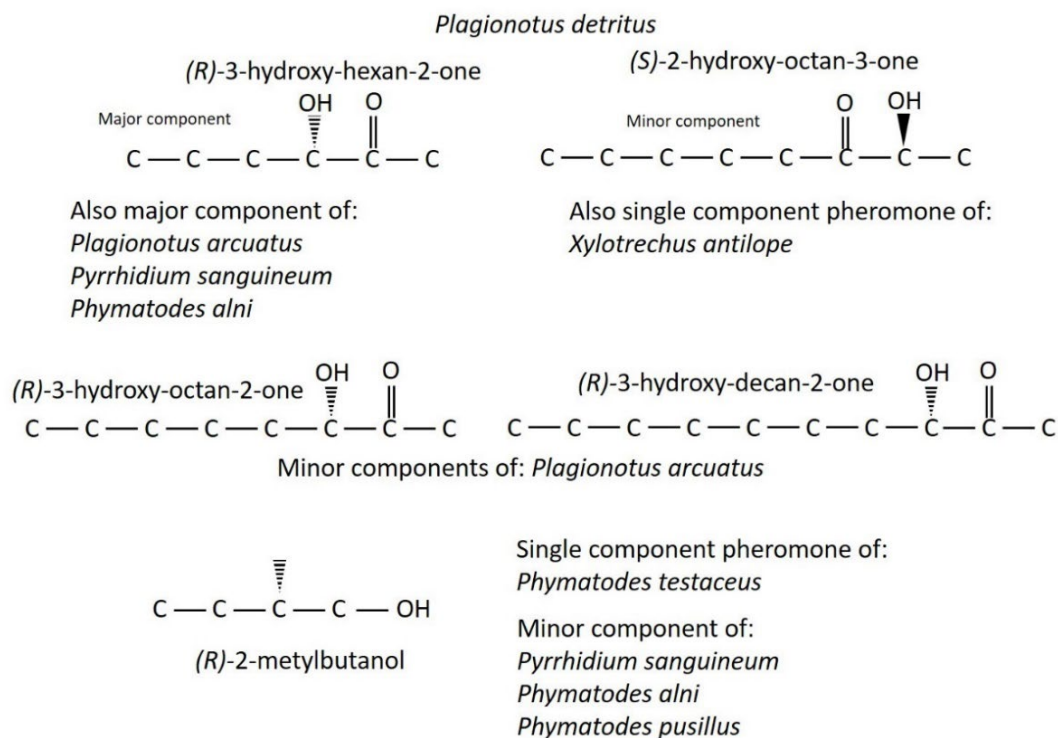 Plagionotus detritus
(R)-3-hydroxy-hexan-2-one
(S)-2-hydroxy-octan-3-one
OH O
O OH
Major component
Minor component
C — C — C — C — C — C
C — C — C — C — C — C — C — C
Also major component of:
Plagionotus arcuatus
Pyrrhidium sanguineum
Phymatodes alni
Also single component pheromone of:
Xylotrechus antilope
(R)-3-hydroxy-octan-2-one
OH O
(R)-3-hydroxy-decan-2-one
OH O
C — C — C — C — C — C — C — C
C — C — C — C — C — C — C — C — C — C
Minor components of: Plagionotus arcuatus
C — C — C — C — OH
(R)-2-metylbutanol
Single component pheromone of:
Phymatodes testaceus
Minor component of:
Pyrrhidium sanguineum
Phymatodes alni
Phymatodes pusillus